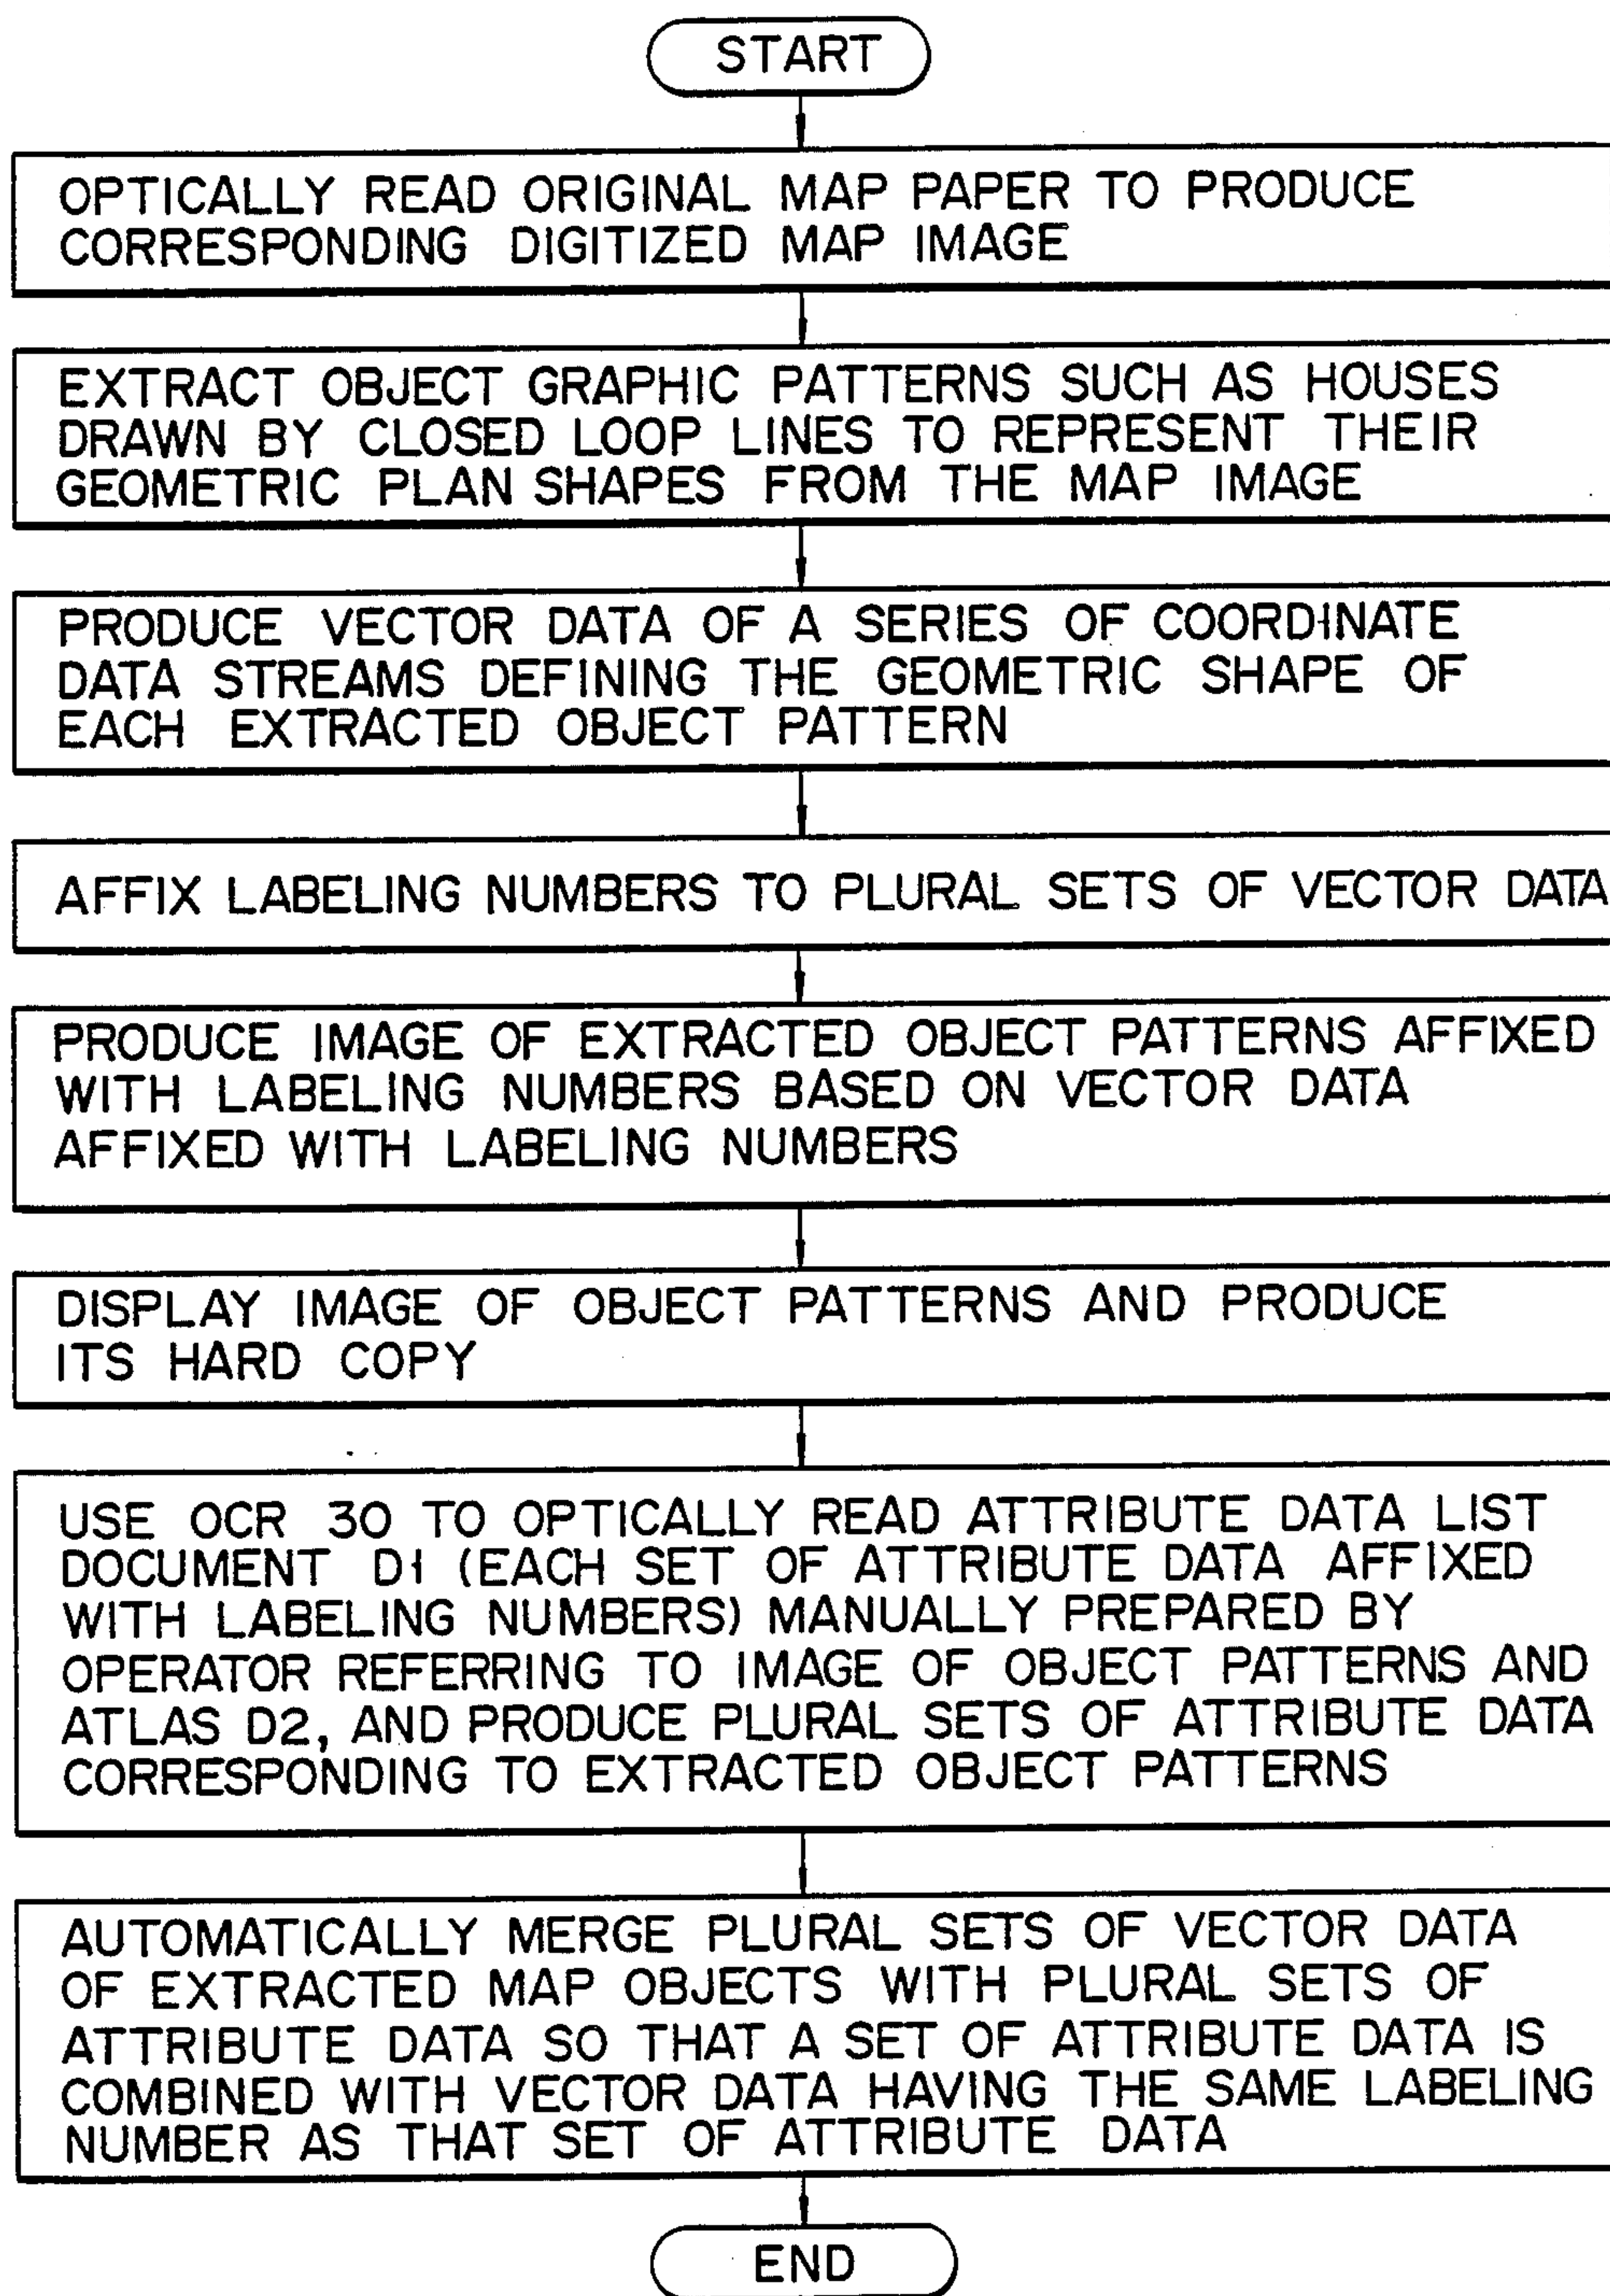 START
OPTICALLY READ ORIGINAL MAP PAPER TO PRODUCE
CORRESPONDING DIGITIZED MAP IMAGE
EXTRACT OBJECT GRAPHIC PATTERNS SUCH AS HOUSES
DRAWN BY CLOSED LOOP LINES TO REPRESENT THEIR
GEOMETRIC PLAN SHAPES FROM THE MAP IMAGE
PRODUCE VECTOR DATA OF A SERIES OF COORDINATE
DATA STREAMS DEFINING THE GEOMETRIC SHAPE OF
EACH EXTRACTED OBJECT PATTERN
AFFIX LABELING NUMBERS TO PLURAL SETS OF VECTOR DATA
PRODUCE IMAGE OF EXTRACTED OBJECT PATTERNS AFFIXED
WITH LABELING NUMBERS BASED ON VECTOR DATA
AFFIXED WITH LABELING NUMBERS
DISPLAY IMAGE OF OBJECT PATTERNS AND PRODUCE
ITS HARD COPY
USE OCR 30 TO OPTICALLY READ ATTRIBUTE DATA LIST
DOCUMENT D1 (EACH SET OF ATTRIBUTE DATA AFFIXED
WITH LABELING NUMBERS) MANUALLY PREPARED BY
OPERATOR REFERRING TO IMAGE OF OBJECT PATTERNS AND
ATLAS D2, AND PRODUCE PLURAL SETS OF ATTRIBUTE DATA
CORRESPONDING TO EXTRACTED OBJECT PATTERNS
AUTOMATICALLY MERGE PLURAL SETS OF VECTOR DATA
OF EXTRACTED MAP OBJECTS WITH PLURAL SETS OF
ATTRIBUTE DATA SO THAT A SET OF ATTRIBUTE DATA IS
COMBINED WITH VECTOR DATA HAVING THE SAME LABELING
NUMBER AS THAT SET OF ATTRIBUTE DATA
END